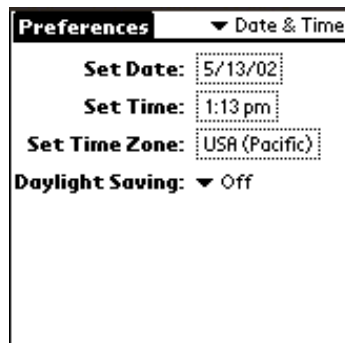 Preferences ▼ Date & Time
Set Date: 5/13/02
Set Time: 1:13 pm
Set Time Zone: USA (Pacific)
Daylight Saving: ▼ Off